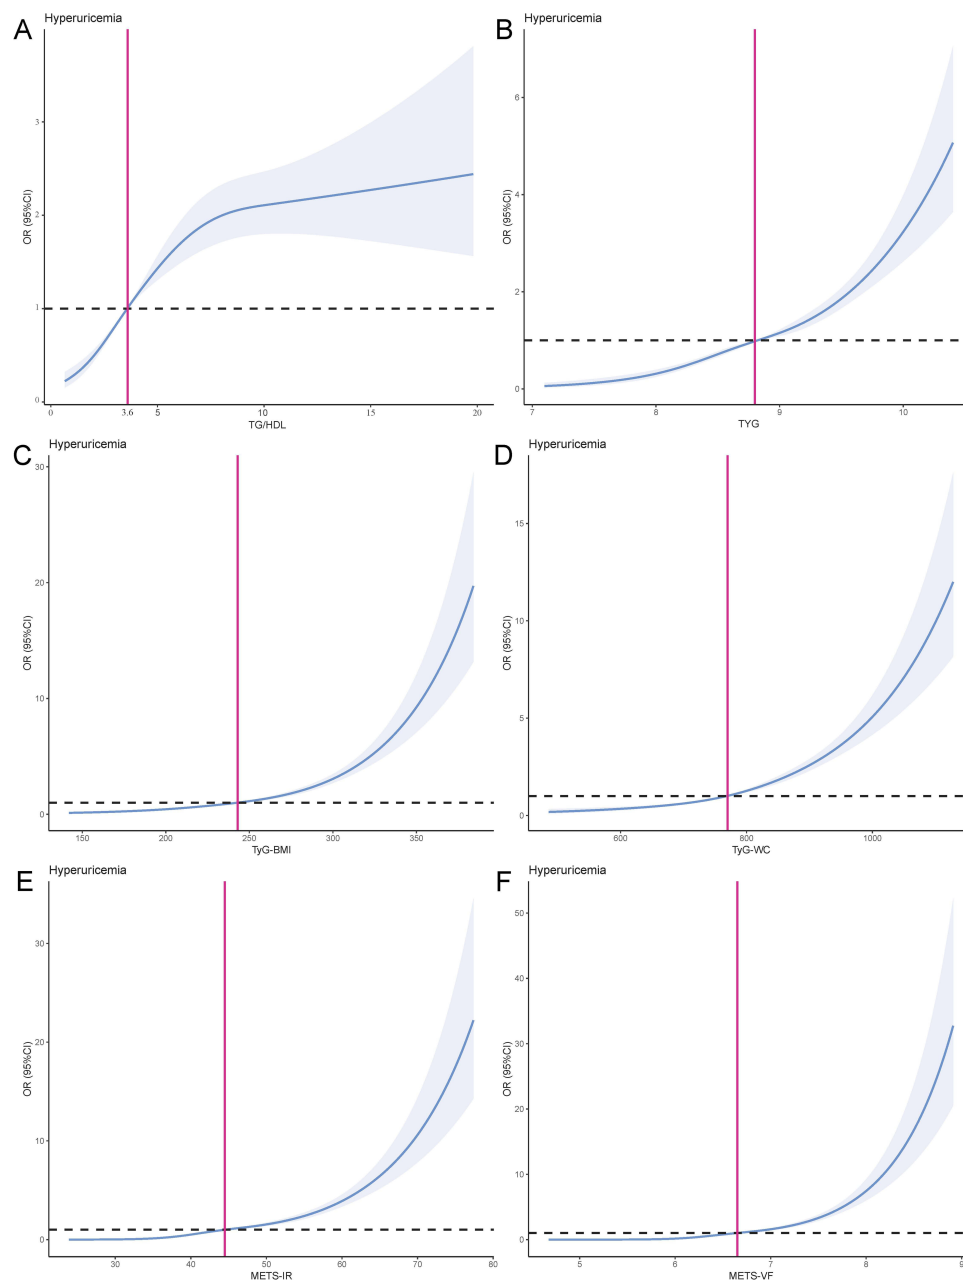 A
Hyperuricemia
OR (95%CI)
3
2
1
0
0 3.6 5 10 15 20
TG/HDL
B
Hyperuricemia
OR (95%CI)
6
4
2
0
7 8 9 10
TYG
C
Hyperuricemia
OR (95%CI)
30
20
10
0
150 200 250 300 350
TyG-BMI
D
Hyperuricemia
OR (95%CI)
15
10
5
0
600 800 1000
TyG-WC
E
Hyperuricemia
OR (95%CI)
30
20
10
0
30 40 50 60 70 80
METS-IR
F
Hyperuricemia
OR (95%CI)
50
40
30
20
10
0
5 6 7 8 9
METS-VF